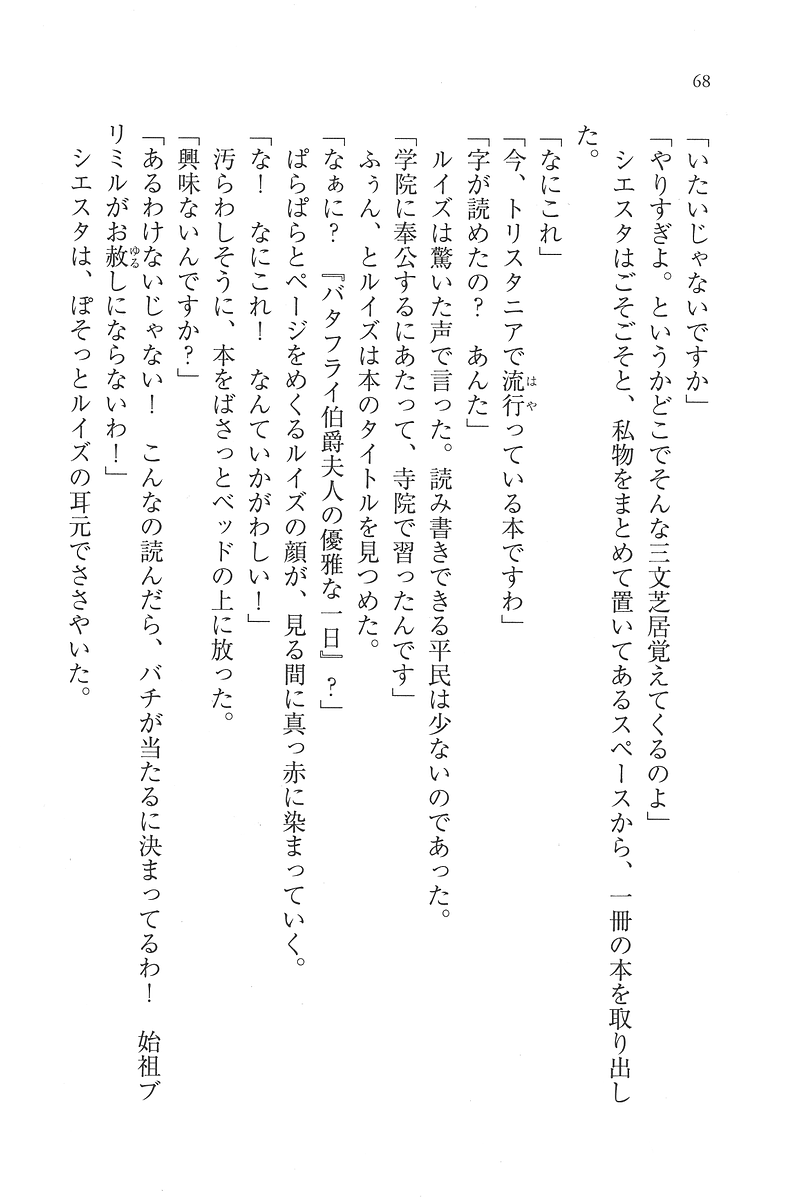 68
「いたいじゃないですか」
「やりすぎよ。というかどこでそんな三文芝居覚えてくるのよ」
　シエスタはごそごそと、私物をまとめて置いてあるスペースから、一冊の本を取り出し
た。
「なにこれ」
「今、トリスタニアで流行っている本ですわ」
「字が読めたの？　あんた」
　ルイズは驚いた声で言った。読み書きできる平民は少ないのであった。
「学院に奉公するにあたって、寺院で習ったんです」
　ふぅん、とルイズは本のタイトルを見つめた。
「なぁに？　『バタフライ伯爵夫人の優雅な一日』？」
　ぱらぱらとページをめくるルイズの顔が、見る間に真っ赤に染まっていく。
「な！　なにこれ！　なんていかがわしい！」
　汚らわしそうに、本をばさっとベッドの上に放った。
「興味ないんですか？」
「あるわけないじゃない！　こんなの読んだら、バチが当たるに決まってるわ！　始祖ブ
リミルがお赦しにならないわ！」
　シエスタは、ぽそっとルイズの耳元でささやいた。